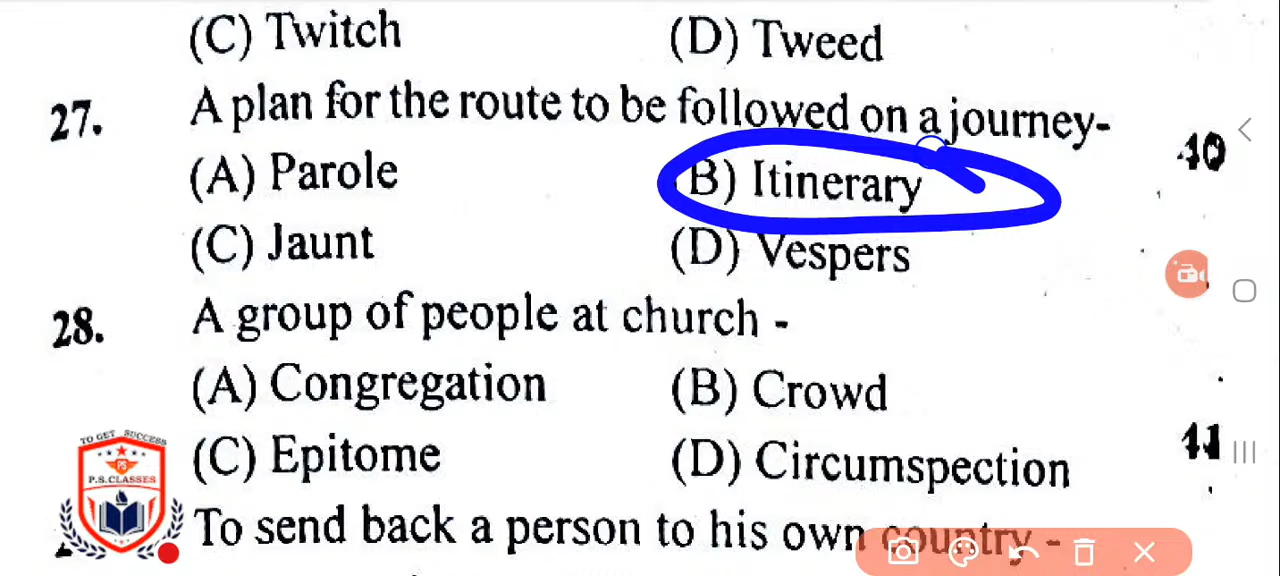 (C) Twitch (D) Tweed
27. A plan for the route to be followed on a journey-
(A) Parole B) Itinerary
(C) Jaunt (D) Vespers
28. A group of people at church -
(A) Congregation (B) Crowd
(C) Epitome (D) Circumspection
To send back a person to his own country -
40
41
TO GET SUCCESS
PS
P.S.CLASSES